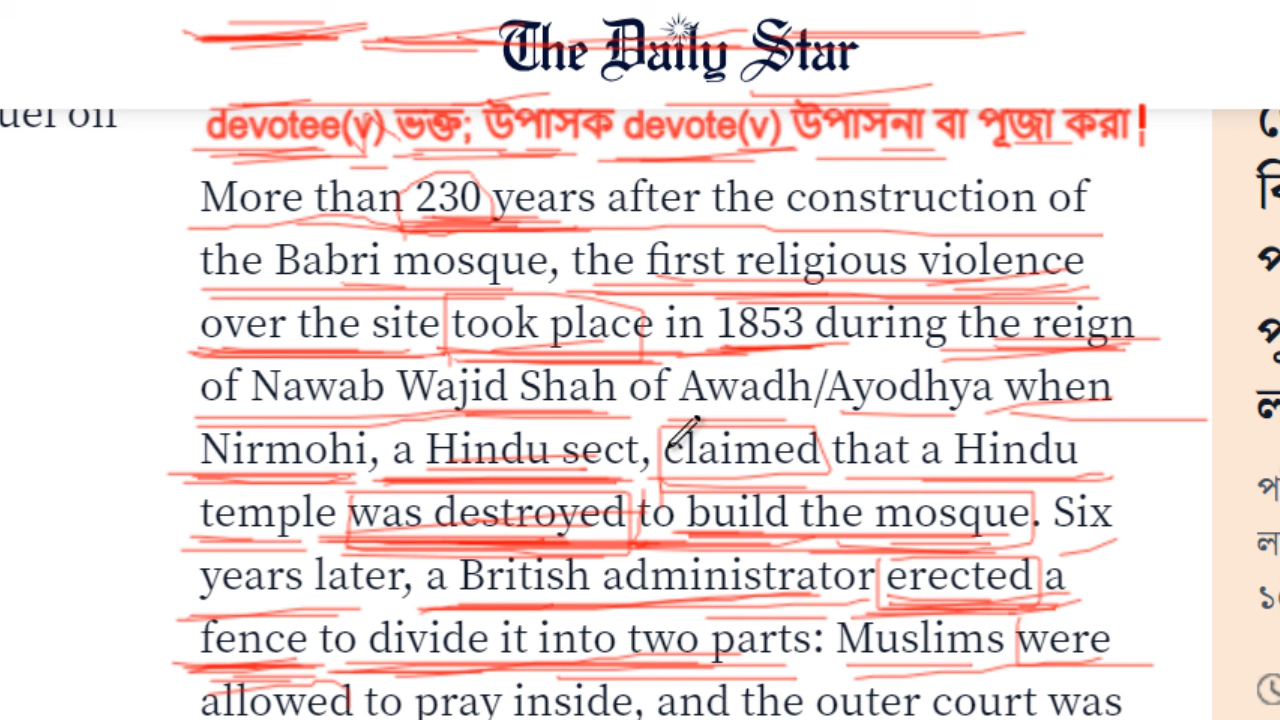 The Daily Star
uel on
devotee(v) ভক্ত; উপাসক devote(v) উপাসনা বা পূজা করা!
More than 230 years after the construction of
the Babri mosque, the first religious violence
over the site took place in 1853 during the reign
of Nawab Wajid Shah of Awadh/Ayodhya when
Nirmohi, a Hindu sect, claimed that a Hindu
temple was destroyed to build the mosque. Six
years later, a British administrator erected a
fence to divide it into two parts: Muslims were
allowed to pray inside, and the outer court was